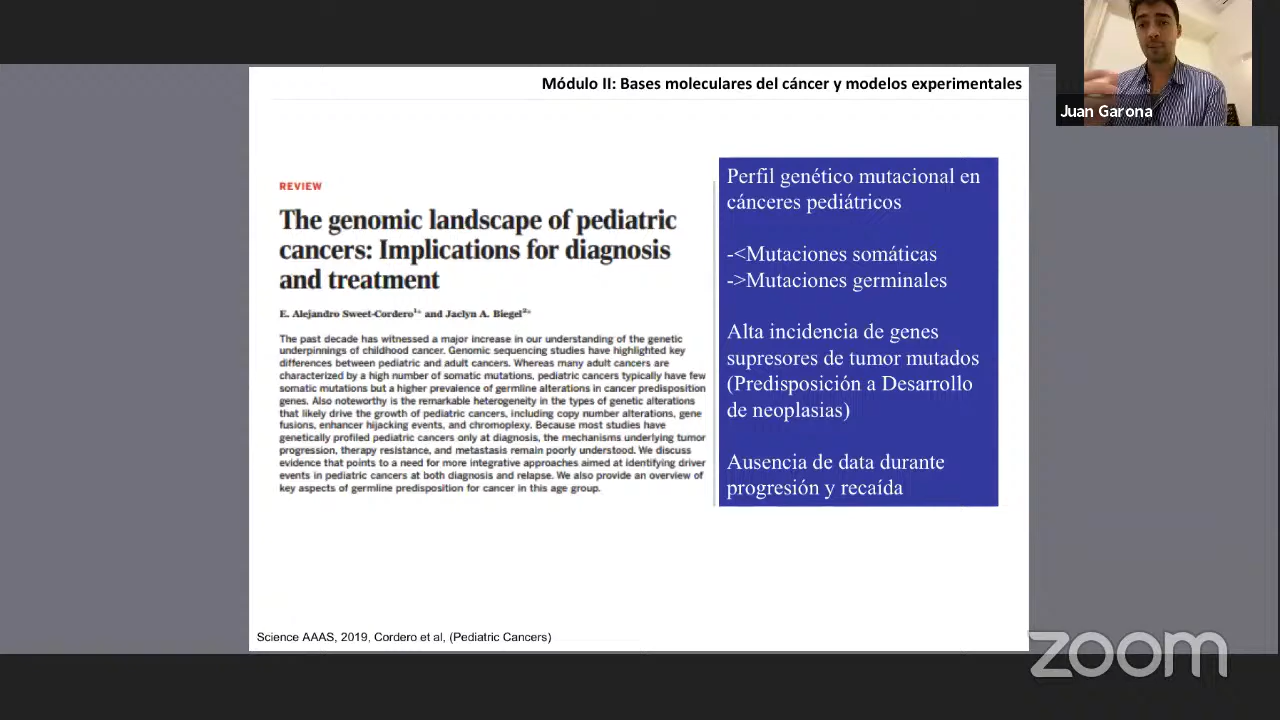 Módulo II: Bases moleculares del cáncer y modelos experimentales
Juan Garona
REVIEW
The genomic landscape of pediatric
cancers: Implications for diagnosis
and treatment
E. Alejandro Sweet-Cordero1* and Jaclyn A. Biegel2*
The past decade has witnessed a major increase in our understanding of the genetic
underpinnings of childhood cancer. Genomic sequencing studies have highlighted key
differences between pediatric and adult cancers. Whereas many adult cancers are
characterized by a high number of somatic mutations, pediatric cancers typically have few
somatic mutations but a higher prevalence of germline alterations in cancer predisposition
genes. Also noteworthy is the remarkable heterogeneity in the types of genetic alterations
that likely drive the growth of pediatric cancers, including copy number alterations, gene
fusions, enhancer hijacking events, and chromoplexy. Because most studies have
genetically profiled pediatric cancers only at diagnosis, the mechanisms underlying tumor
progression, therapy resistance, and metastasis remain poorly understood. We discuss
evidence that points to a need for more integrative approaches aimed at identifying driver
events in pediatric cancers at both diagnosis and relapse. We also provide an overview of
key aspects of germline predisposition for cancer in this age group.
Perfil genético mutacional en
cánceres pediátricos
-<Mutaciones somáticas
->Mutaciones germinales
Alta incidencia de genes
supresores de tumor mutados
(Predisposición a Desarrollo
de neoplasias)
Ausencia de data durante
progresión y recaída
Science AAAS, 2019, Cordero et al, (Pediatric Cancers)
zoom